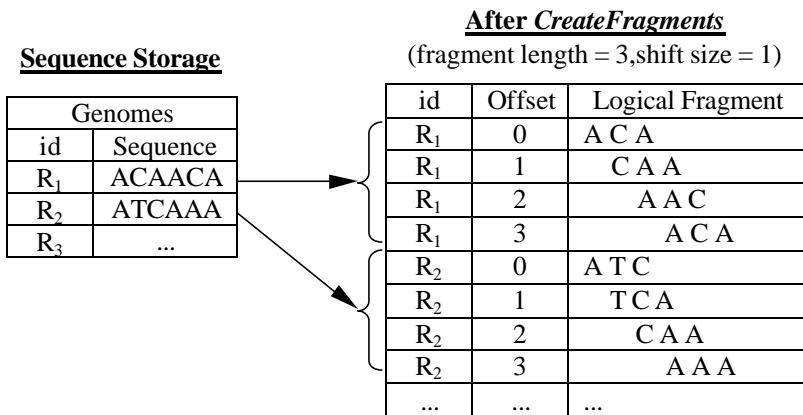 Sequence Storage
Genomes
id Sequence
R1 ACAACA
R2 ATCAAA
R3 ...
After CreateFragments
(fragment length = 3,shift size = 1)
id Offset Logical Fragment
R1 0 A C A
R1 1 C A A
R1 2 A A C
R1 3 A C A
R2 0 A T C
R2 1 T C A
R2 2 C A A
R2 3 A A A
... ... ...